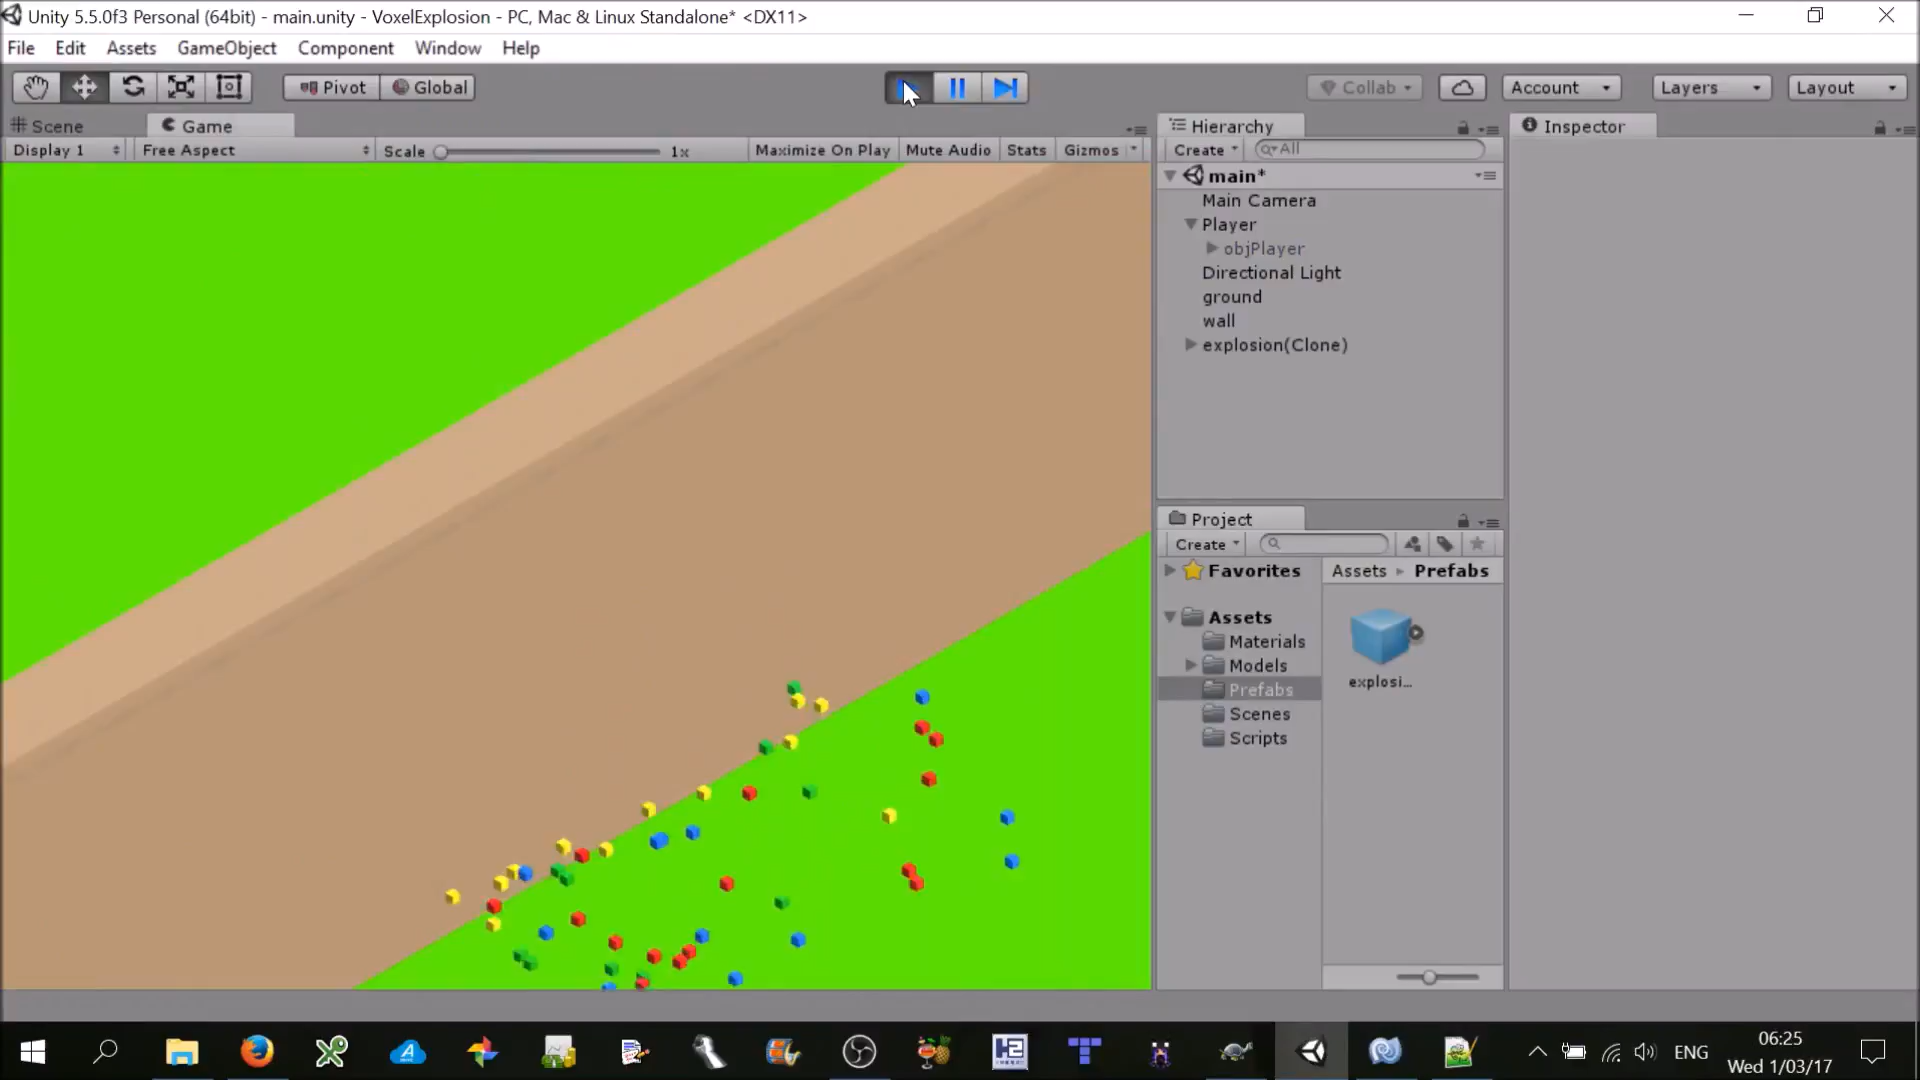 Unity 5.5.0f3 Personal (64bit) - main.unity - VoxelExplosion - PC, Mac & Linux Standalone* <DX11>
File Edit Assets GameObject Component Window Help
Pivot Global Collab Account Layers Layout
Scene Game Hierarchy Inspector
Display 1 Free Aspect Scale 1x Maximize On Play Mute Audio Stats Gizmos Create All
main*
Main Camera
Player
objPlayer
Directional Light
ground
wall
explosion(Clone)
Project
Create
Favorites Assets Prefabs
Assets
Materials
Models
Prefabs explosi...
Scenes
Scripts
06:25
ENG
Wed 1/03/17